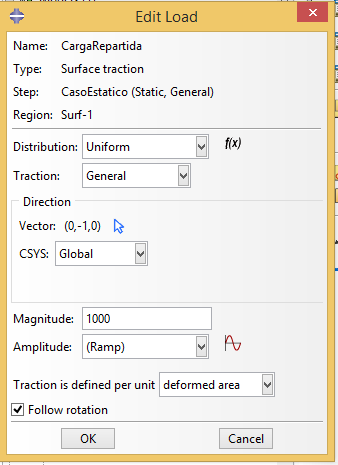 Edit Load
Name: CargaRepartida
Type: Surface traction
Step: CasoEstatico (Static, General)
Region: Surf-1
Distribution: Uniform f(x)
Traction: General
Direction
Vector: (0,-1,0)
CSYS: Global
Magnitude: 1000
Amplitude: (Ramp)
Traction is defined per unit deformed area
Follow rotation
OK Cancel